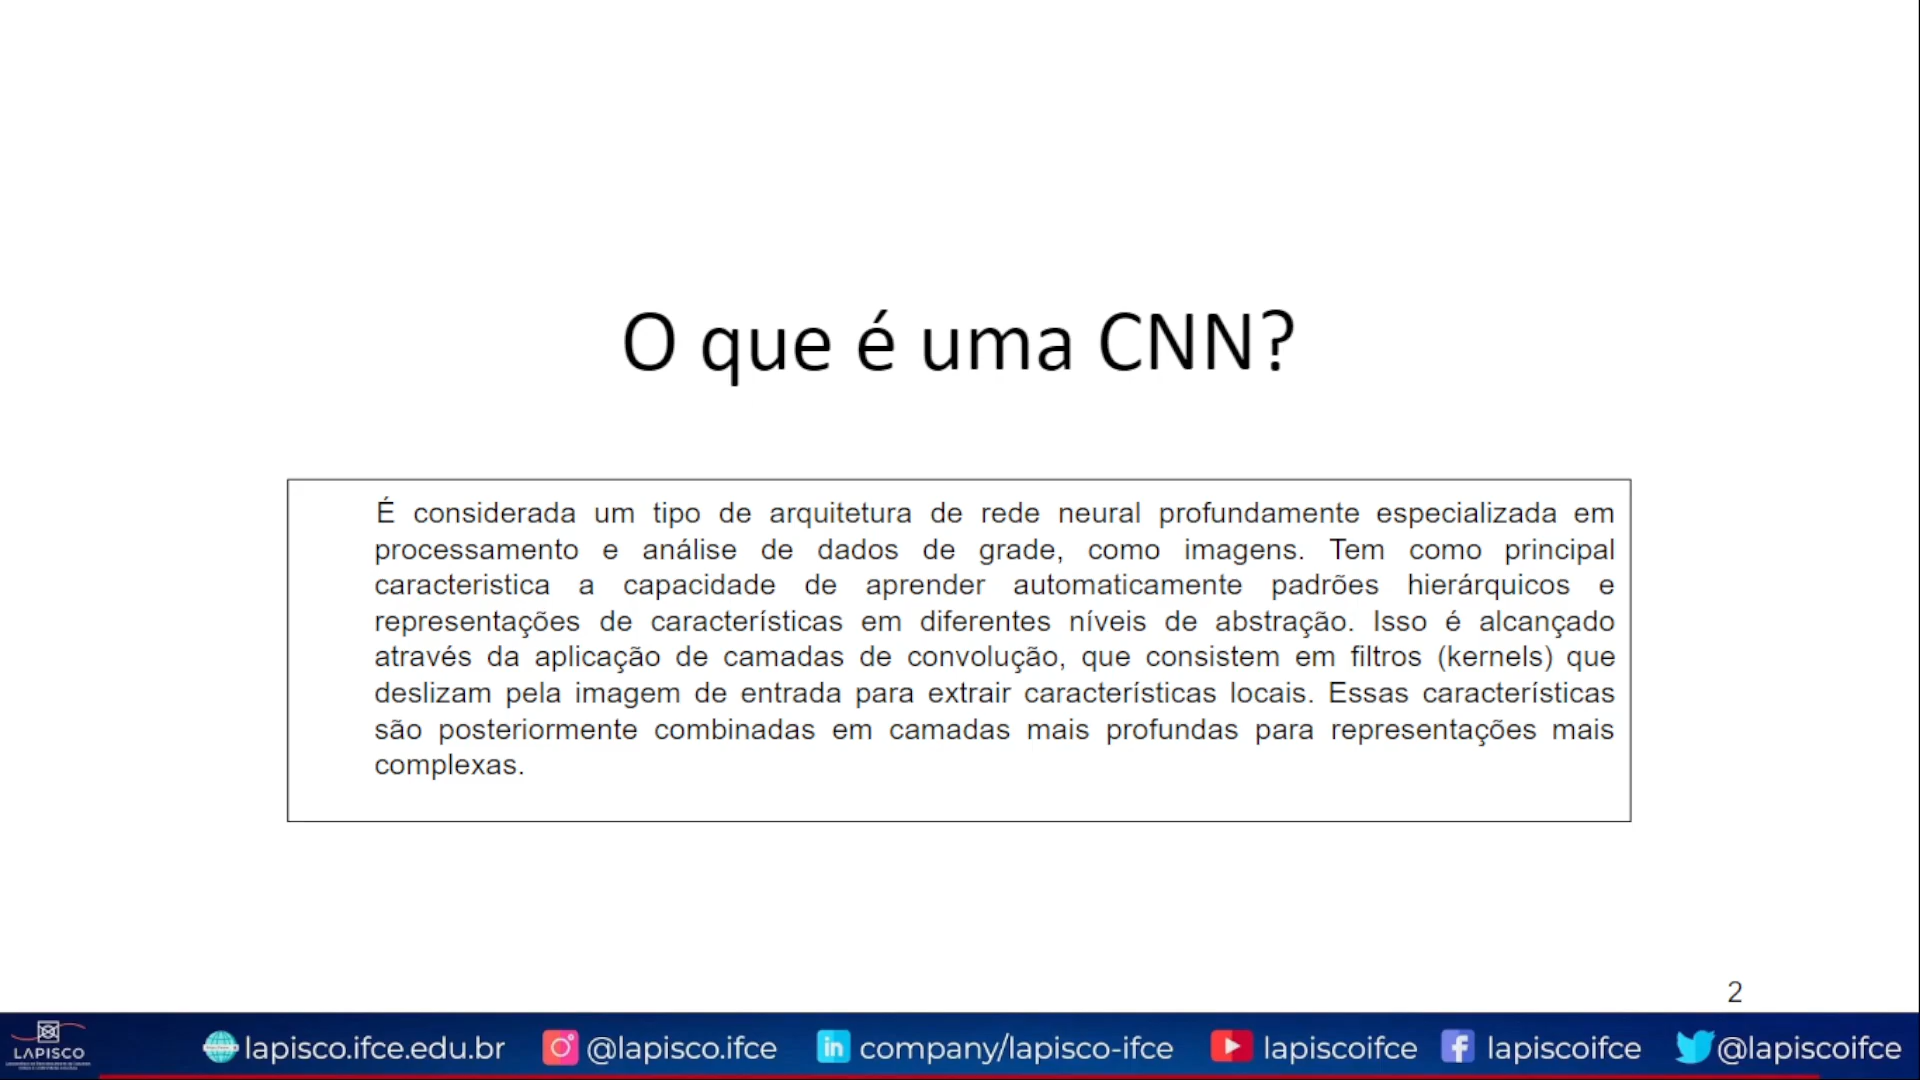 O que é uma CNN?
É considerada um tipo de arquitetura de rede neural profundamente especializada em
processamento e análise de dados de grade, como imagens. Tem como principal
caracteristica a capacidade de aprender automaticamente padrões hierárquicos e
representações de características em diferentes níveis de abstração. Isso é alcançado
através da aplicação de camadas de convolução, que consistem em filtros (kernels) que
deslizam pela imagem de entrada para extrair características locais. Essas características
são posteriormente combinadas em camadas mais profundas para representações mais
complexas.
2
LAPISCO
lapisco.ifce.edu.br @lapisco.ifce company/lapisco-ifce lapiscoifce lapiscoifce @lapiscoifce